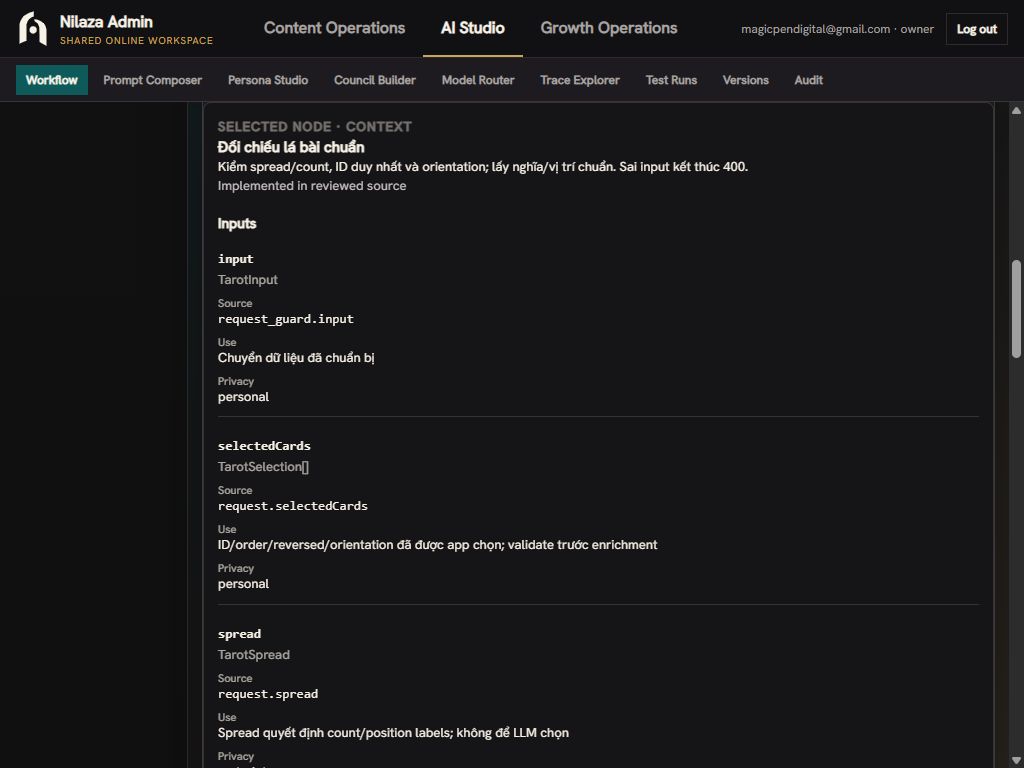 Nilaza Admin
SHARED ONLINE WORKSPACE
Content Operations
AI Studio
Growth Operations
magicpendigital@gmail.com · owner
Log out
Workflow
Prompt Composer
Persona Studio
Council Builder
Model Router
Trace Explorer
Test Runs
Versions
Audit
SELECTED NODE · CONTEXT
Đối chiếu lá bài chuẩn
Kiểm spread/count, ID duy nhất và orientation; lấy nghĩa/vị trí chuẩn. Sai input kết thúc 400.
Implemented in reviewed source
Inputs
input
TarotInput
Source
request_guard.input
Use
Chuyển dữ liệu đã chuẩn bị
Privacy
personal
selectedCards
TarotSelection[]
Source
request.selectedCards
Use
ID/order/reversed/orientation đã được app chọn; validate trước enrichment
Privacy
personal
spread
TarotSpread
Source
request.spread
Use
Spread quyết định count/position labels; không để LLM chọn
Privacy